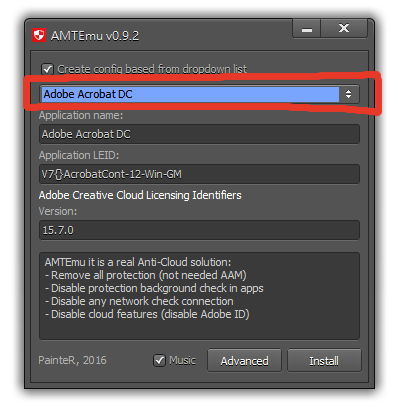 AMTEmu v0.9.2
Create config based from dropdown list
Adobe Acrobat DC
Application name:
Adobe Acrobat DC
Application LEID:
V7{}AcrobatCont-12-Win-GM
Adobe Creative Cloud Licensing Identifiers
Version:
15.7.0
AMTEmu it is a real Anti-Cloud solution:
- Remove all protection (not needed AAM)
- Disable protection background check in apps
- Disable any network check connection
- Disable cloud features (disable Adobe ID)
PainteR, 2016 Music Advanced Install